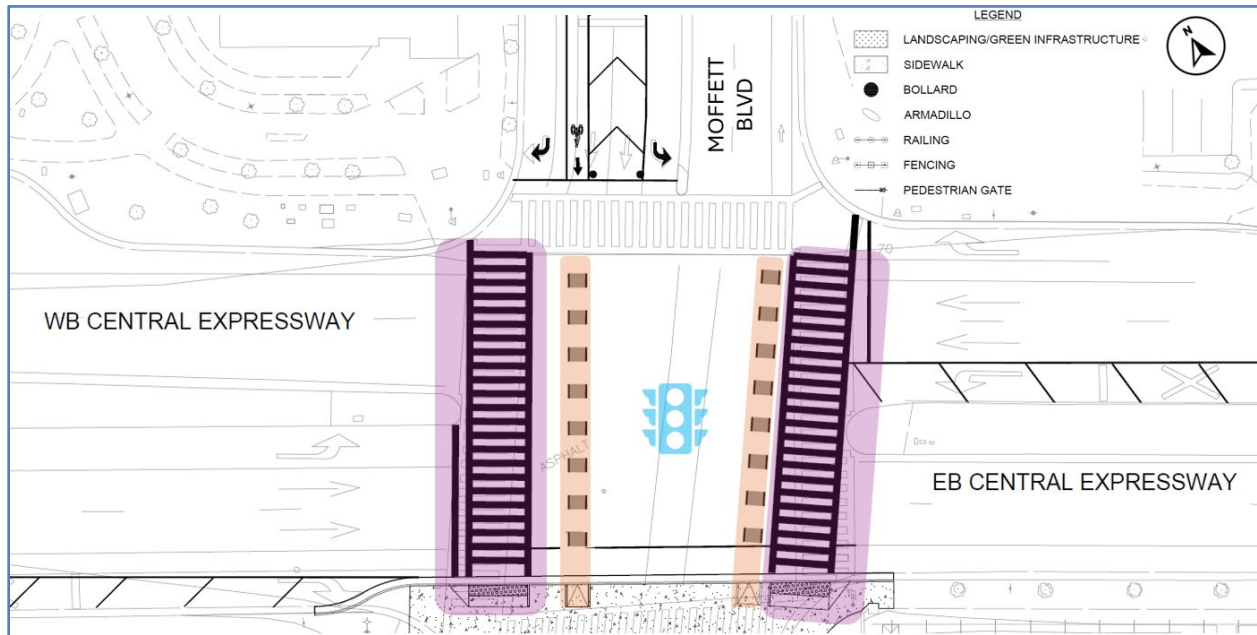 LEGEND
LANDSCAPING/GREEN INFRASTRUCTURE
SIDEWALK
BOLLARD
ARMADILLO
RAILING
FENCING
PEDESTRIAN GATE
N
MOFFETT
BLVD
70
WB CENTRAL EXPRESSWAY
ASPHALT
EB CENTRAL EXPRESSWAY